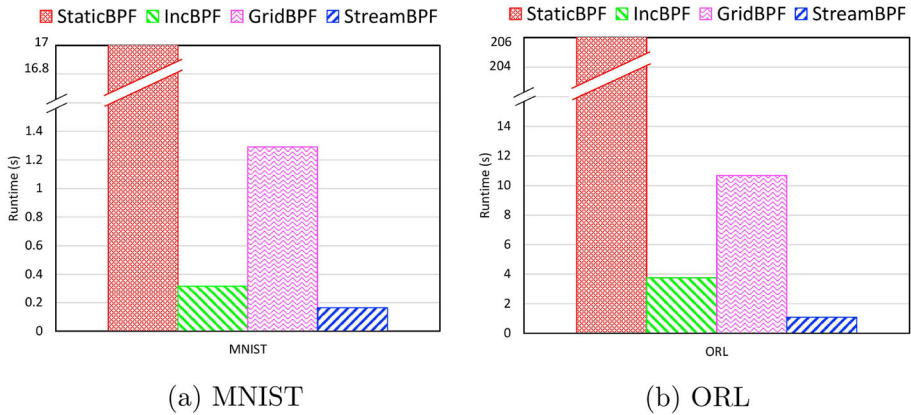 StaticBPF IncBPF GridBPF StreamBPF
17
16.8
1.4
1.2
1
0.8
0.6
0.4
0.2
0
Runtime (s)
MNIST
(a) MNIST
StaticBPF IncBPF GridBPF StreamBPF
206
204
14
12
10
8
6
4
2
0
Runtime (s)
ORL
(b) ORL